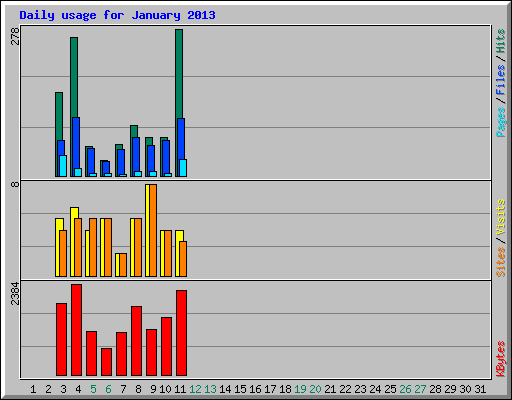 Daily usage for January 2013
278
8
2384
Pages / Files / Hits
Sites / Visits
KBytes
1 2 3 4 5 6 7 8 9 10 11 12 13 14 15 16 17 18 19 20 21 22 23 24 25 26 27 28 29 30 31